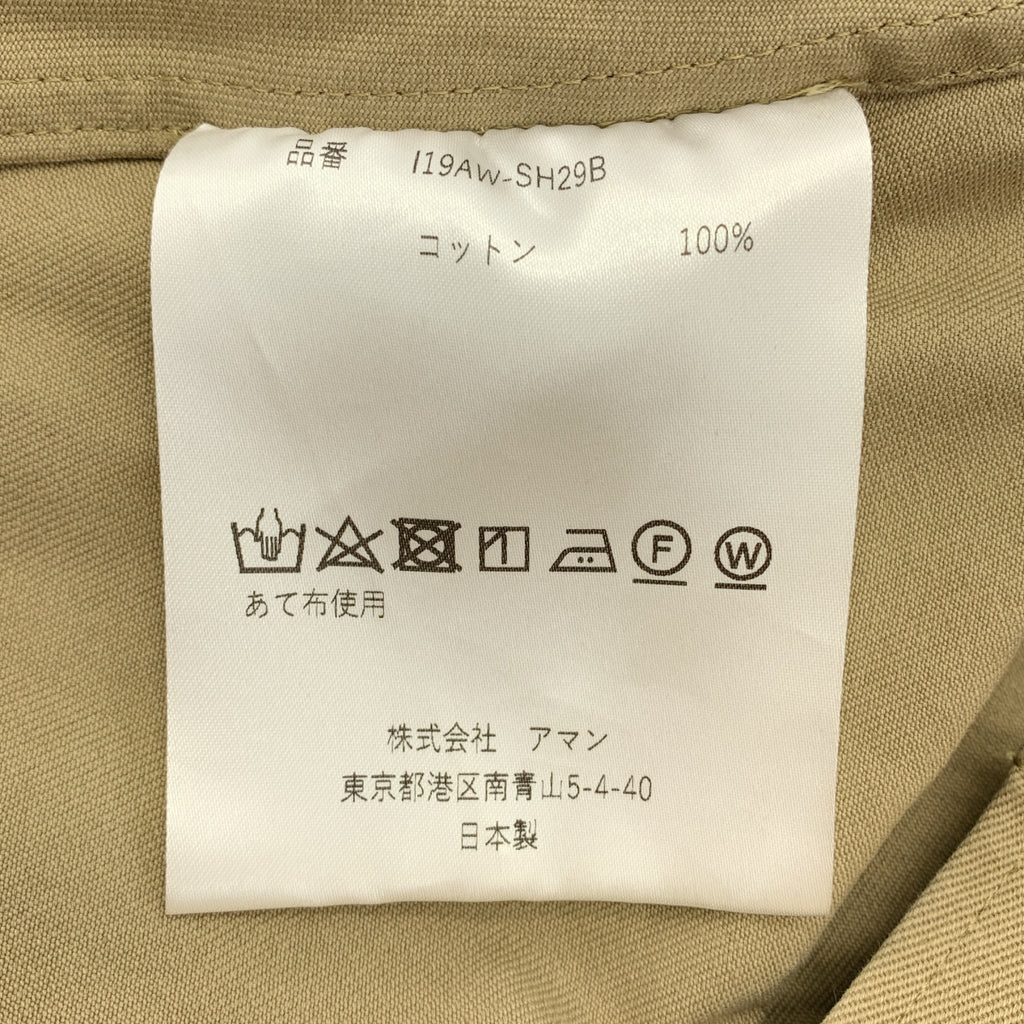 品番 I19AW-SH29B
コットン 100%
F W
あて布使用
株式会社 アマン
東京都港区南青山5-4-40
日本製